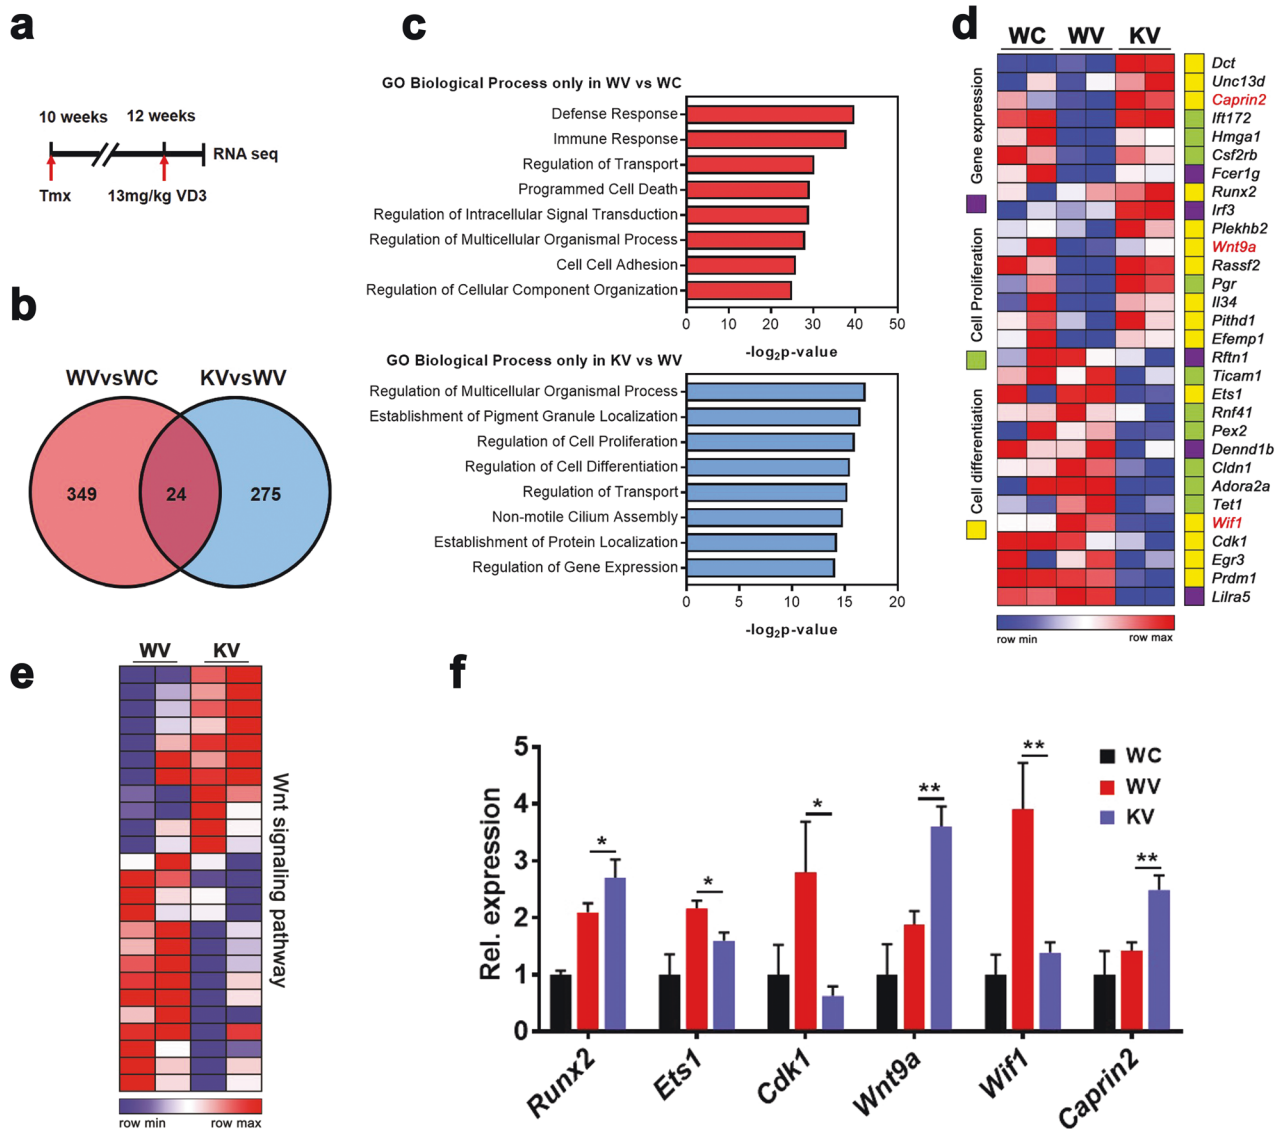 a
10 weeks 12 weeks
RNA seq
Tmx 13mg/kg VD3
b
WVvsWC KVvsWV
349 24 275
c
GO Biological Process only in WV vs WC
Defense Response
Immune Response
Regulation of Transport
Programmed Cell Death
Regulation of Intracellular Signal Transduction
Regulation of Multicellular Organismal Process
Cell Cell Adhesion
Regulation of Cellular Component Organization
0 10 20 30 40 50
-log2p-value
GO Biological Process only in KV vs WV
Regulation of Multicellular Organismal Process
Establishment of Pigment Granule Localization
Regulation of Cell Proliferation
Regulation of Cell Differentiation
Regulation of Transport
Non-motile Cilium Assembly
Establishment of Protein Localization
Regulation of Gene Expression
0 5 10 15 20
-log2p-value
d
WC WV KV
Gene expression
Cell Proliferation
Cell differentiation
Dct
Unc13d
Caprin2
Ift172
Hmga1
Csf2rb
Fcer1g
Runx2
Irf3
Plekhb2
Wnt9a
Rassf2
Pgr
Il34
Pithd1
Efemp1
Rftn1
Ticam1
Ets1
Rnf41
Pex2
Dennd1b
Cldn1
Adora2a
Tet1
Wif1
Cdk1
Egr3
Prdm1
Lilra5
row min row max
e
WV KV
Wnt signaling pathway
row min row max
f
Rel. expression
5
4
3
2
1
0
WC
WV
KV
* * * ** ** **
Runx2 Ets1 Cdk1 Wnt9a Wif1 Caprin2